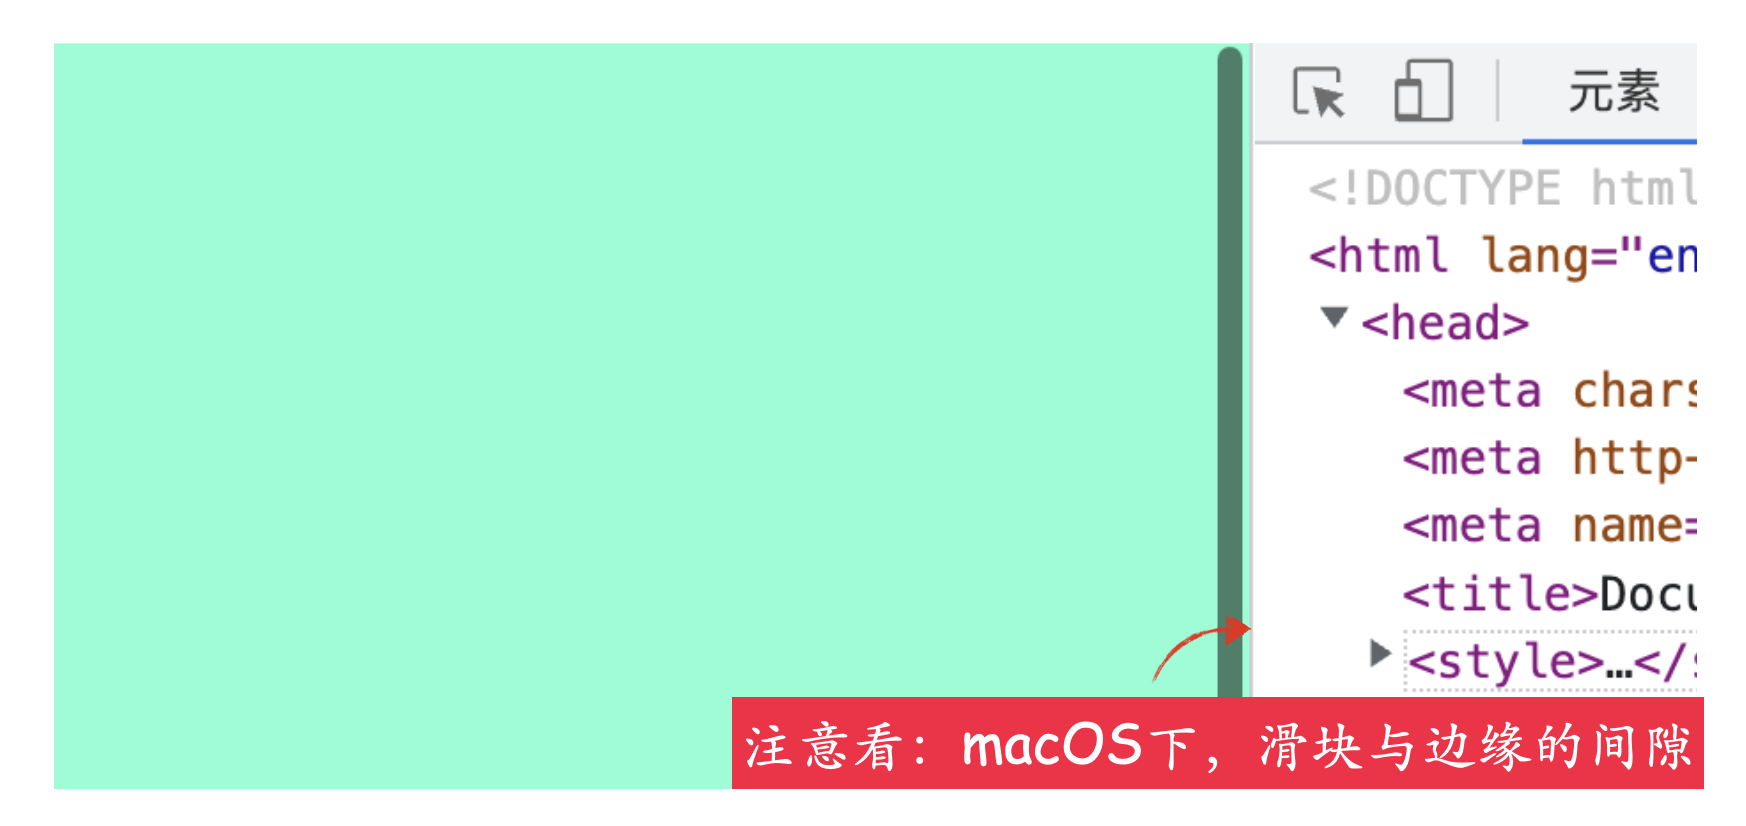 元素
<!DOCTYPE html
<html lang="en
<head>
<meta chars
<meta http-
<meta name=
<title>Docu
<style>…</s
注意看：macOS下，滑块与边缘的间隙